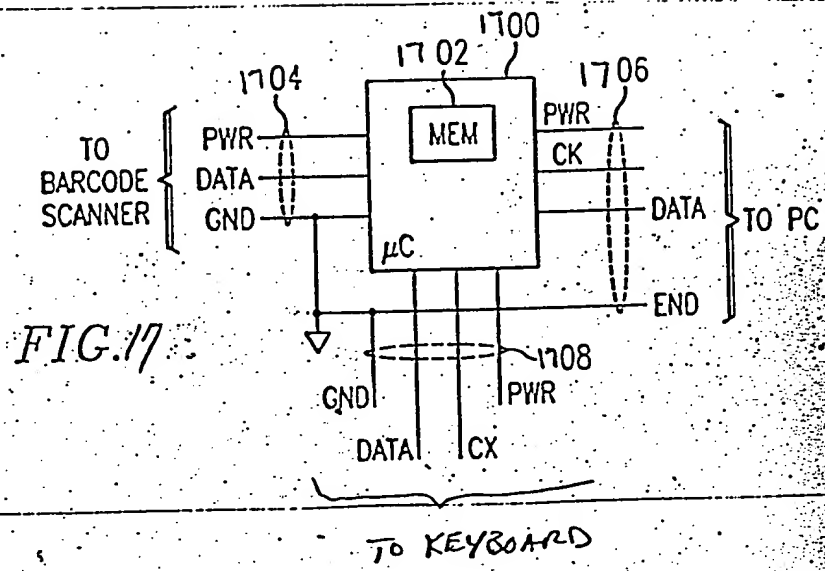 1700
1702
1704
1706
MEM
PWR
CK
DATA
END
TO PC
TO
BARCODE
SCANNER
PWR
DATA
GND
μC
FIG.17
1708
GND
PWR
DATA
CX
TO KEYBOARD